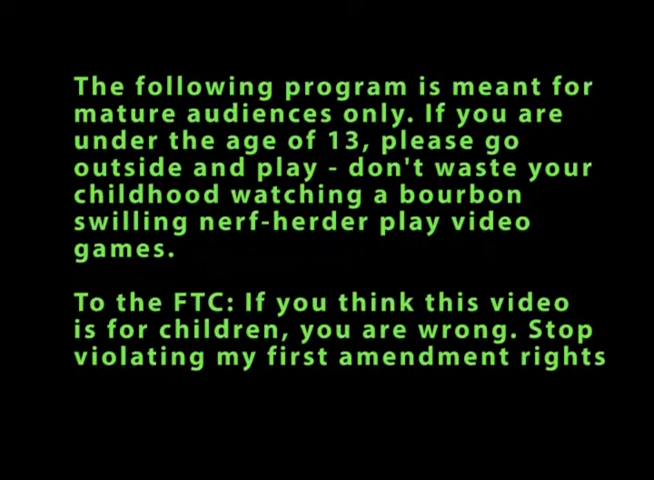 The following program is meant for
mature audiences only. If you are
under the age of 13, please go
outside and play - don't waste your
childhood watching a bourbon
swilling nerf-herder play video
games.
To the FTC: If you think this video
is for children, you are wrong. Stop
violating my first amendment rights